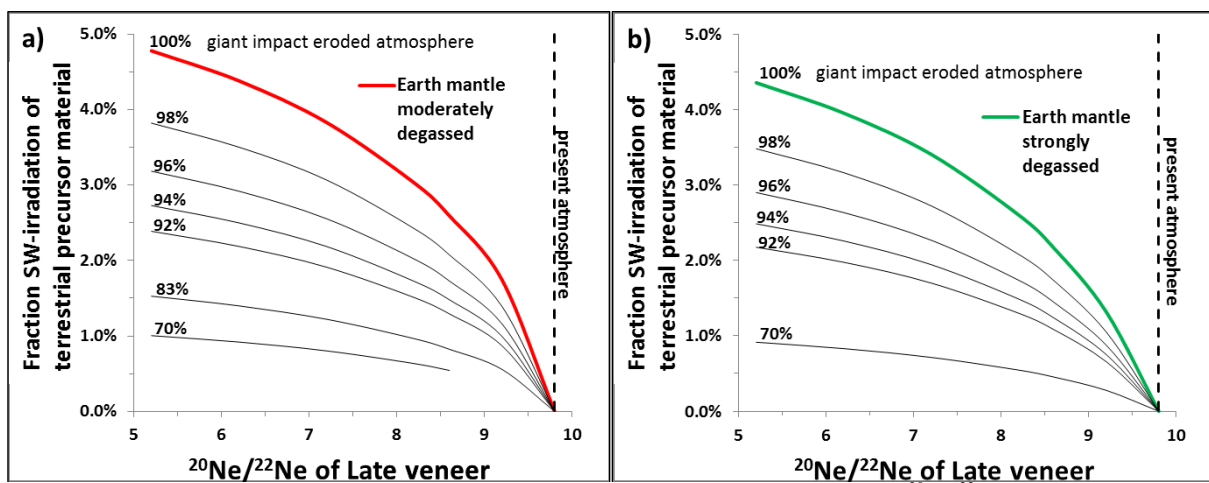 a)
5.0%
4.0%
3.0%
2.0%
1.0%
0.0%
Fraction SW-irradiation of
terrestrial precursor material
100% giant impact eroded atmosphere
Earth mantle
moderately
degassed
98%
96%
94%
92%
83%
70%
present atmosphere
5 6 7 8 9 10
²⁰Ne/²²Ne of Late veneer
b)
5.0%
4.0%
3.0%
2.0%
1.0%
0.0%
Fraction SW-irradiation of
terrestrial precursor material
100% giant impact eroded atmosphere
Earth mantle
strongly
degassed
98%
96%
94%
92%
70%
present atmosphere
5 6 7 8 9 10
²⁰Ne/²²Ne of Late veneer